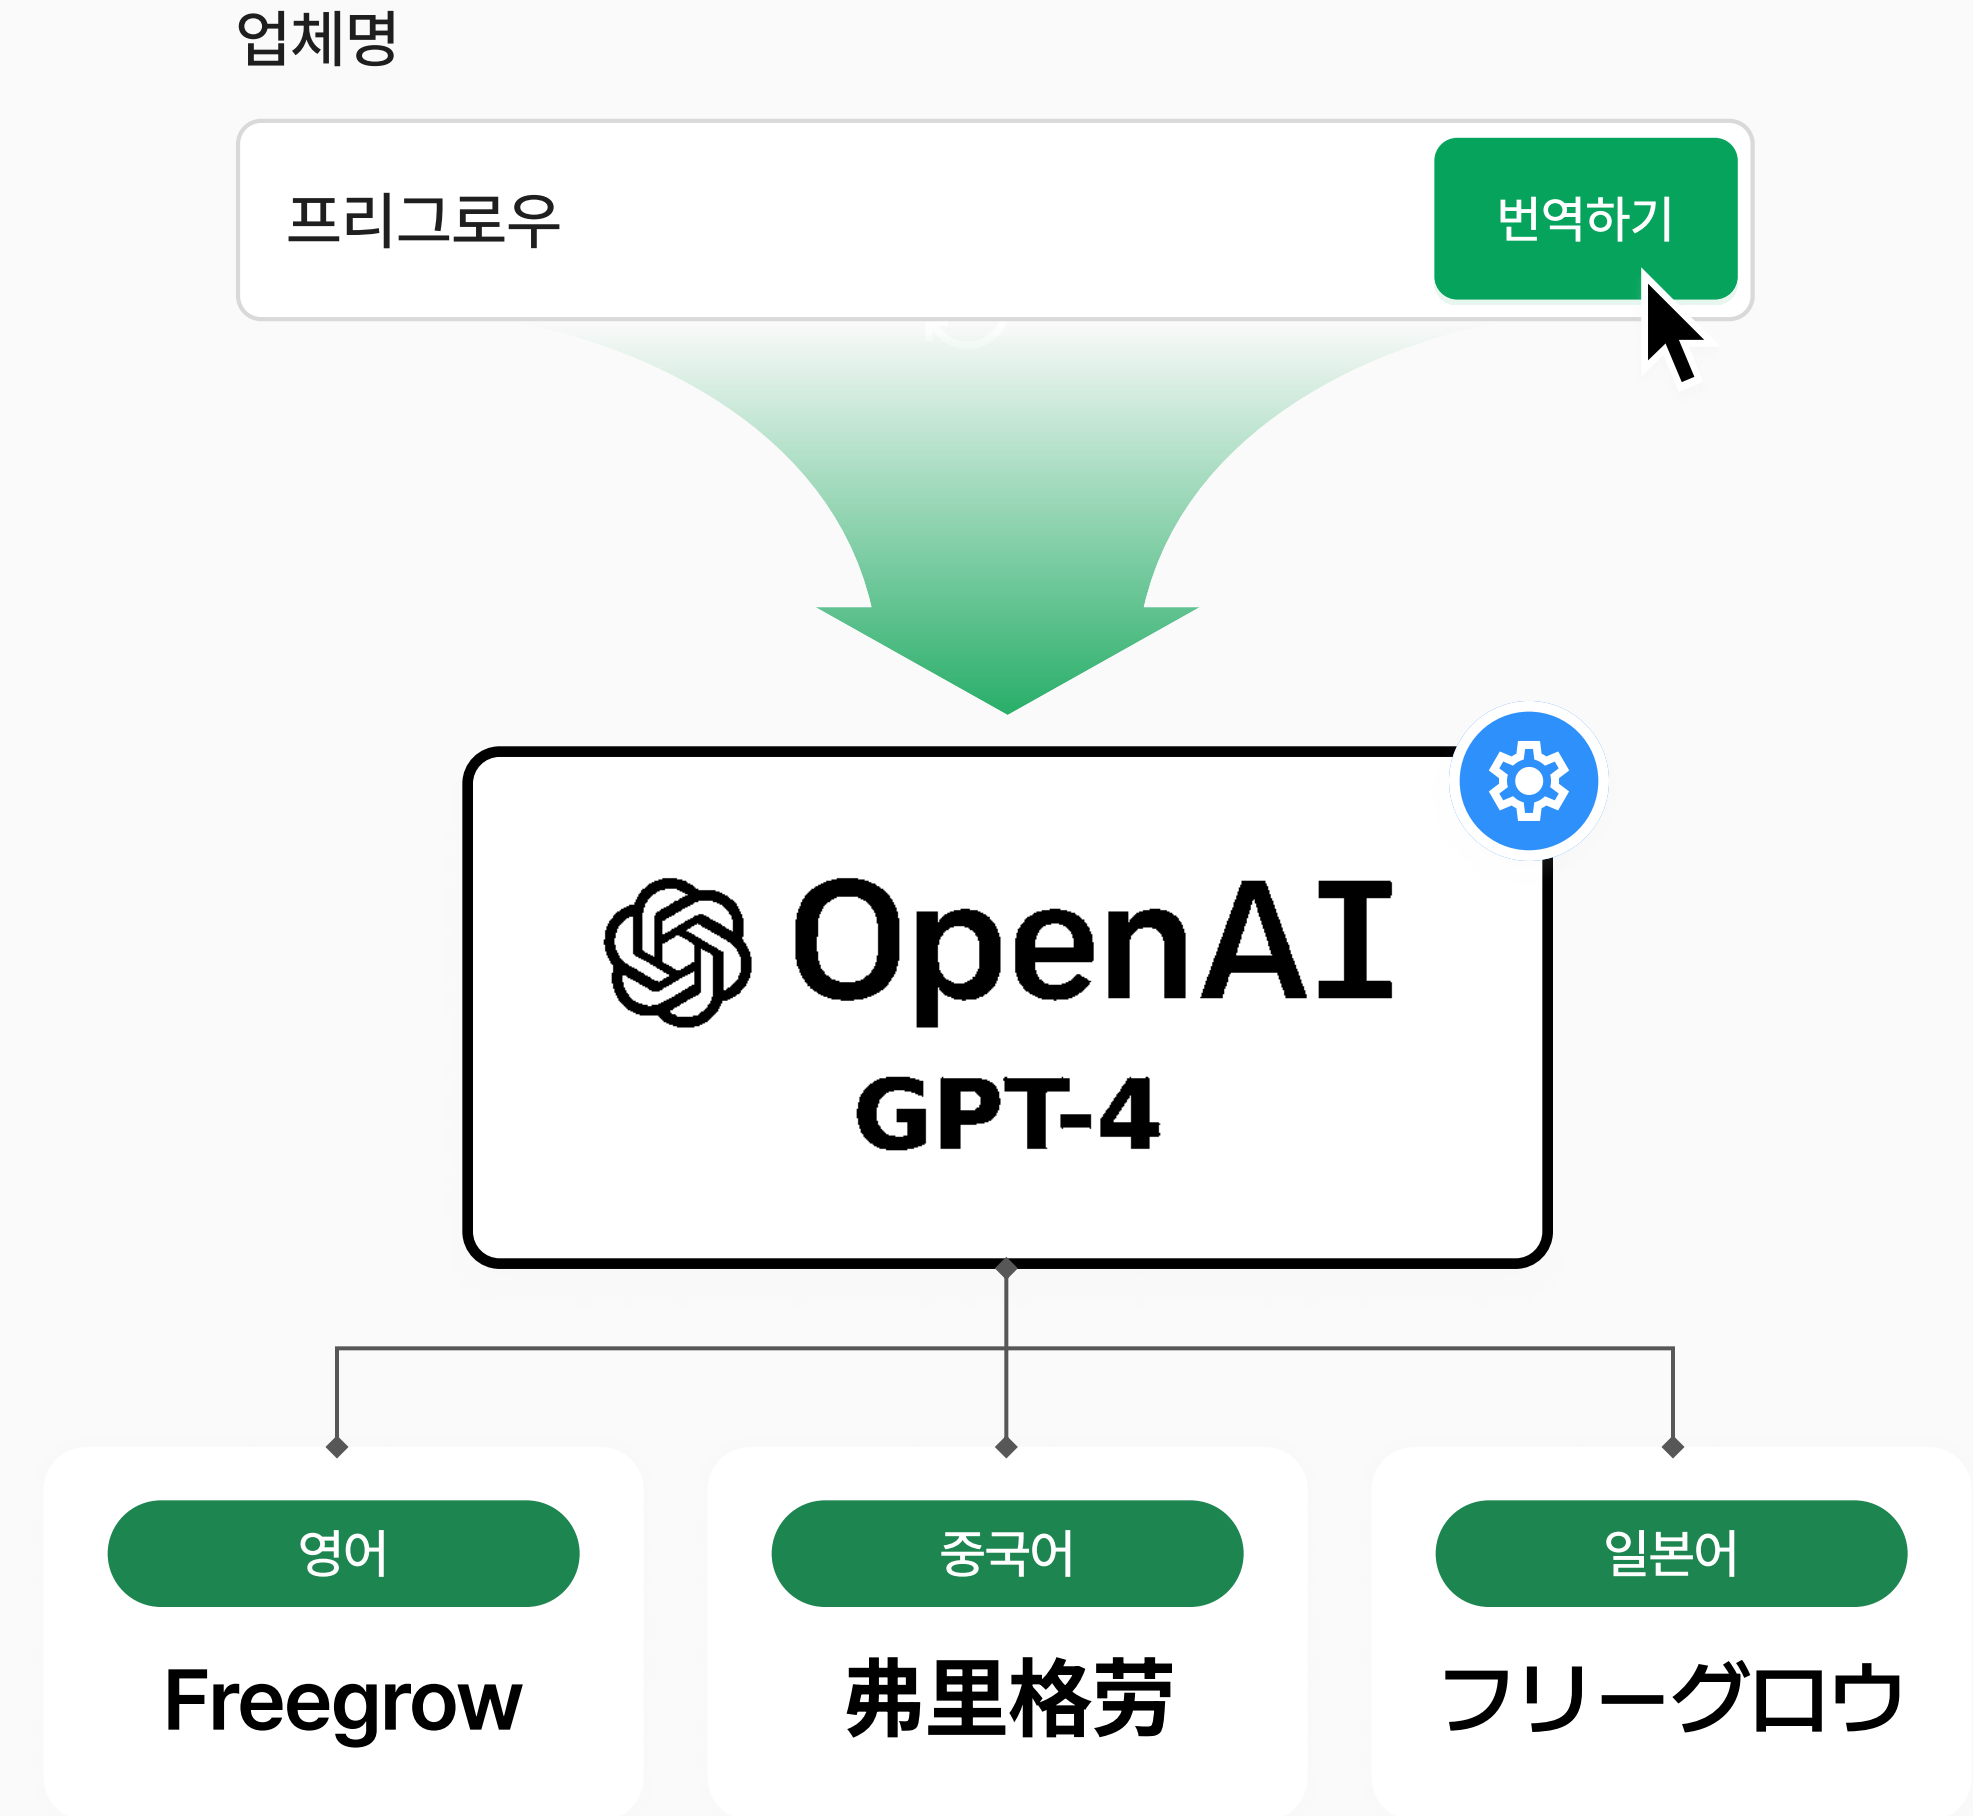 업체명
프리그로우
번역하기
OpenAI
GPT-4
영어
Freegrow
중국어
弗里格劳
일본어
フリーグロウ